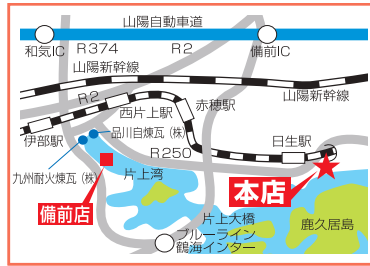 山陽自動車道
和気IC
R374
R2
備前IC
山陽新幹線
山陽新幹線
R2
西片上駅
赤穂駅
伊部駅
品川白煉瓦(株)
日生駅
R250
九州耐火煉瓦(株)
片上湾
本店
備前店
片上大橋
鹿久居島
ブルーライン
鶴海インター